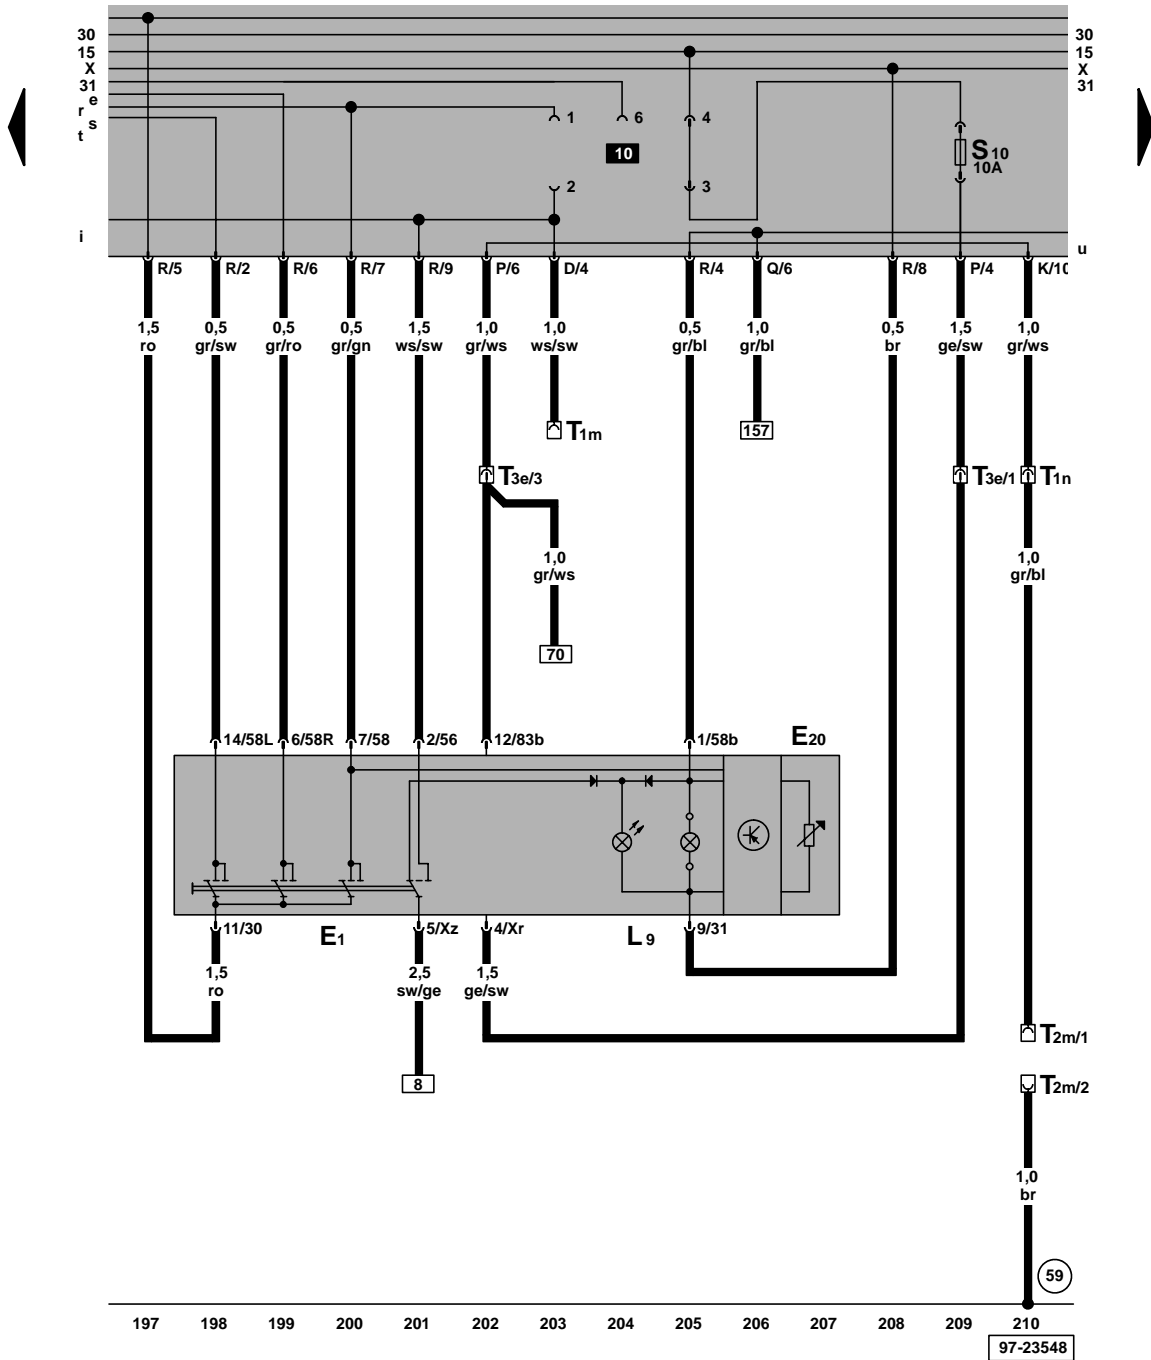 30 30
15 15
X X
31 31
e
r
s
t
1 6 4
10
S10
10A
2 3
i
u
R/5 R/2 R/6 R/7 R/9 P/6 D/4 R/4 Q/6 R/8 P/4 K/10
1,5 0,5 0,5 0,5 1,5 1,0 1,0 0,5 1,0 0,5 1,5 1,0
ro gr/sw gr/ro gr/gn ws/sw gr/ws ws/sw gr/bl gr/bl br ge/sw gr/ws
T1m 157
T3e/3 T3e/1 T1n
1,0 1,0
gr/ws gr/bl
70
14/58L 6/58R 7/58 2/56 12/83b 1/58b E20
11/30 E1 5/Xz 4/Xr L9 9/31
1,5 2,5 1,5
ro sw/ge ge/sw
T2m/1
8
T2m/2
1,0
br
59
197 198 199 200 201 202 203 204 205 206 207 208 209 210
97-23548